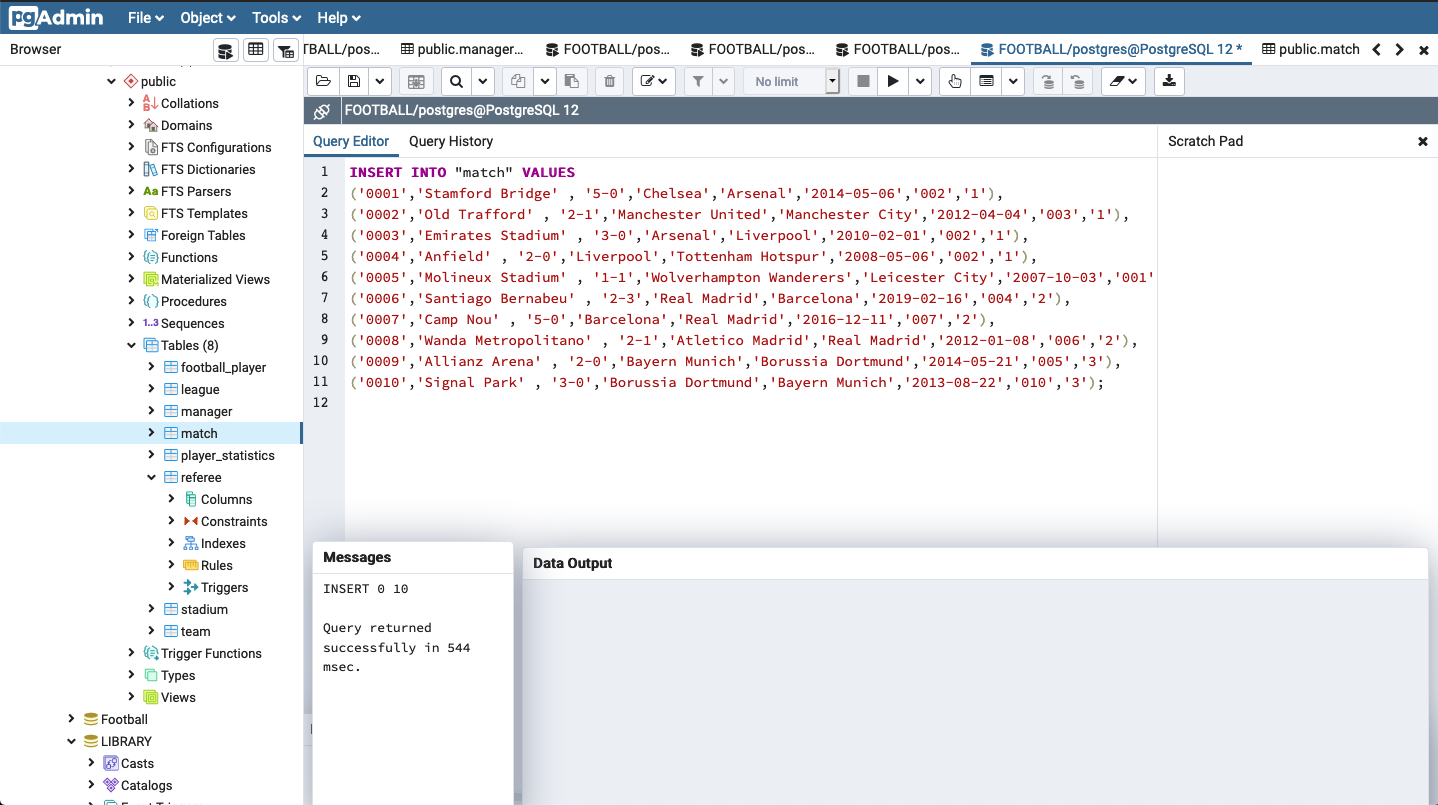 pgAdmin File Object Tools Help
Browser
TBALL/pos... public.manager... FOOTBALL/pos... FOOTBALL/pos... FOOTBALL/pos... FOOTBALL/postgres@PostgreSQL 12 * public.match
No limit
FOOTBALL/postgres@PostgreSQL 12
Query Editor Query History
Scratch Pad
public
Collations
Domains
FTS Configurations
FTS Dictionaries
Aa FTS Parsers
FTS Templates
Foreign Tables
Functions
Materialized Views
Procedures
1..3 Sequences
Tables (8)
football_player
league
manager
match
player_statistics
referee
Columns
Constraints
Indexes
Rules
Triggers
stadium
team
Trigger Functions
Types
Views
Football
LIBRARY
Casts
Catalogs
1 INSERT INTO "match" VALUES
2 ('0001','Stamford Bridge' , '5-0','Chelsea','Arsenal','2014-05-06','002','1'),
3 ('0002','Old Trafford' , '2-1','Manchester United','Manchester City','2012-04-04','003','1'),
4 ('0003','Emirates Stadium' , '3-0','Arsenal','Liverpool','2010-02-01','002','1'),
5 ('0004','Anfield' , '2-0','Liverpool','Tottenham Hotspur','2008-05-06','002','1'),
6 ('0005','Molineux Stadium' , '1-1','Wolverhampton Wanderers','Leicester City','2007-10-03','001'
7 ('0006','Santiago Bernabeu' , '2-3','Real Madrid','Barcelona','2019-02-16','004','2'),
8 ('0007','Camp Nou' , '5-0','Barcelona','Real Madrid','2016-12-11','007','2'),
9 ('0008','Wanda Metropolitano' , '2-1','Atletico Madrid','Real Madrid','2012-01-08','006','2'),
10 ('0009','Allianz Arena' , '2-0','Bayern Munich','Borussia Dortmund','2014-05-21','005','3'),
11 ('0010','Signal Park' , '3-0','Borussia Dortmund','Bayern Munich','2013-08-22','010','3');
12
Messages
INSERT 0 10
Query returned
successfully in 544
msec.
Data Output